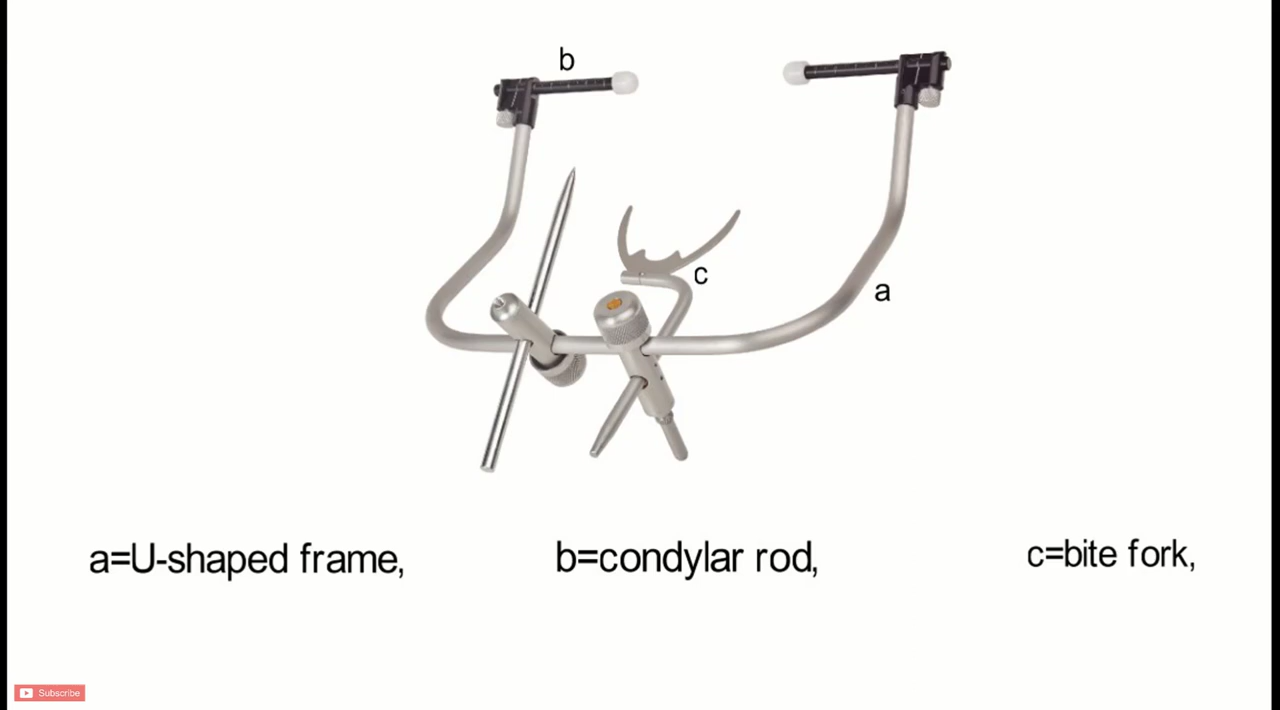 b
c
a
a=U-shaped frame,
b=condylar rod,
c=bite fork,
Subscribe